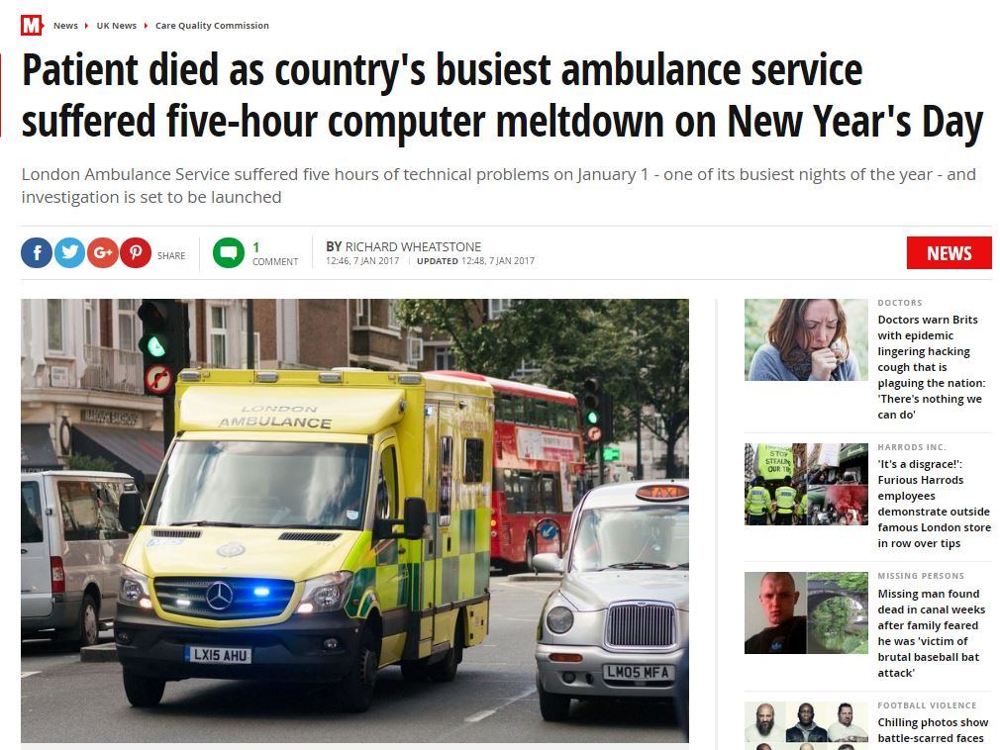 M News UK News Care Quality Commission
Patient died as country's busiest ambulance service
suffered five-hour computer meltdown on New Year's Day
London Ambulance Service suffered five hours of technical problems on January 1 - one of its busiest nights of the year - and
investigation is set to be launched
SHARE
1
COMMENT
BY RICHARD WHEATSTONE
12:46, 7 JAN 2017 UPDATED 12:48, 7 JAN 2017
NEWS
LONDON
AMBULANCE
TAXI
LX15 AHU
LM05 MFA
DOCTORS
Doctors warn Brits
with epidemic
lingering hacking
cough that is
plaguing the nation:
'There's nothing we
can do'
HARRODS INC.
STOP
STEALING
OUR
'It's a disgrace!':
Furious Harrods
employees
demonstrate outside
famous London store
in row over tips
MISSING PERSONS
Missing man found
dead in canal weeks
after family feared
he was 'victim of
brutal baseball bat
attack'
FOOTBALL VIOLENCE
Chilling photos show
battle-scarred faces